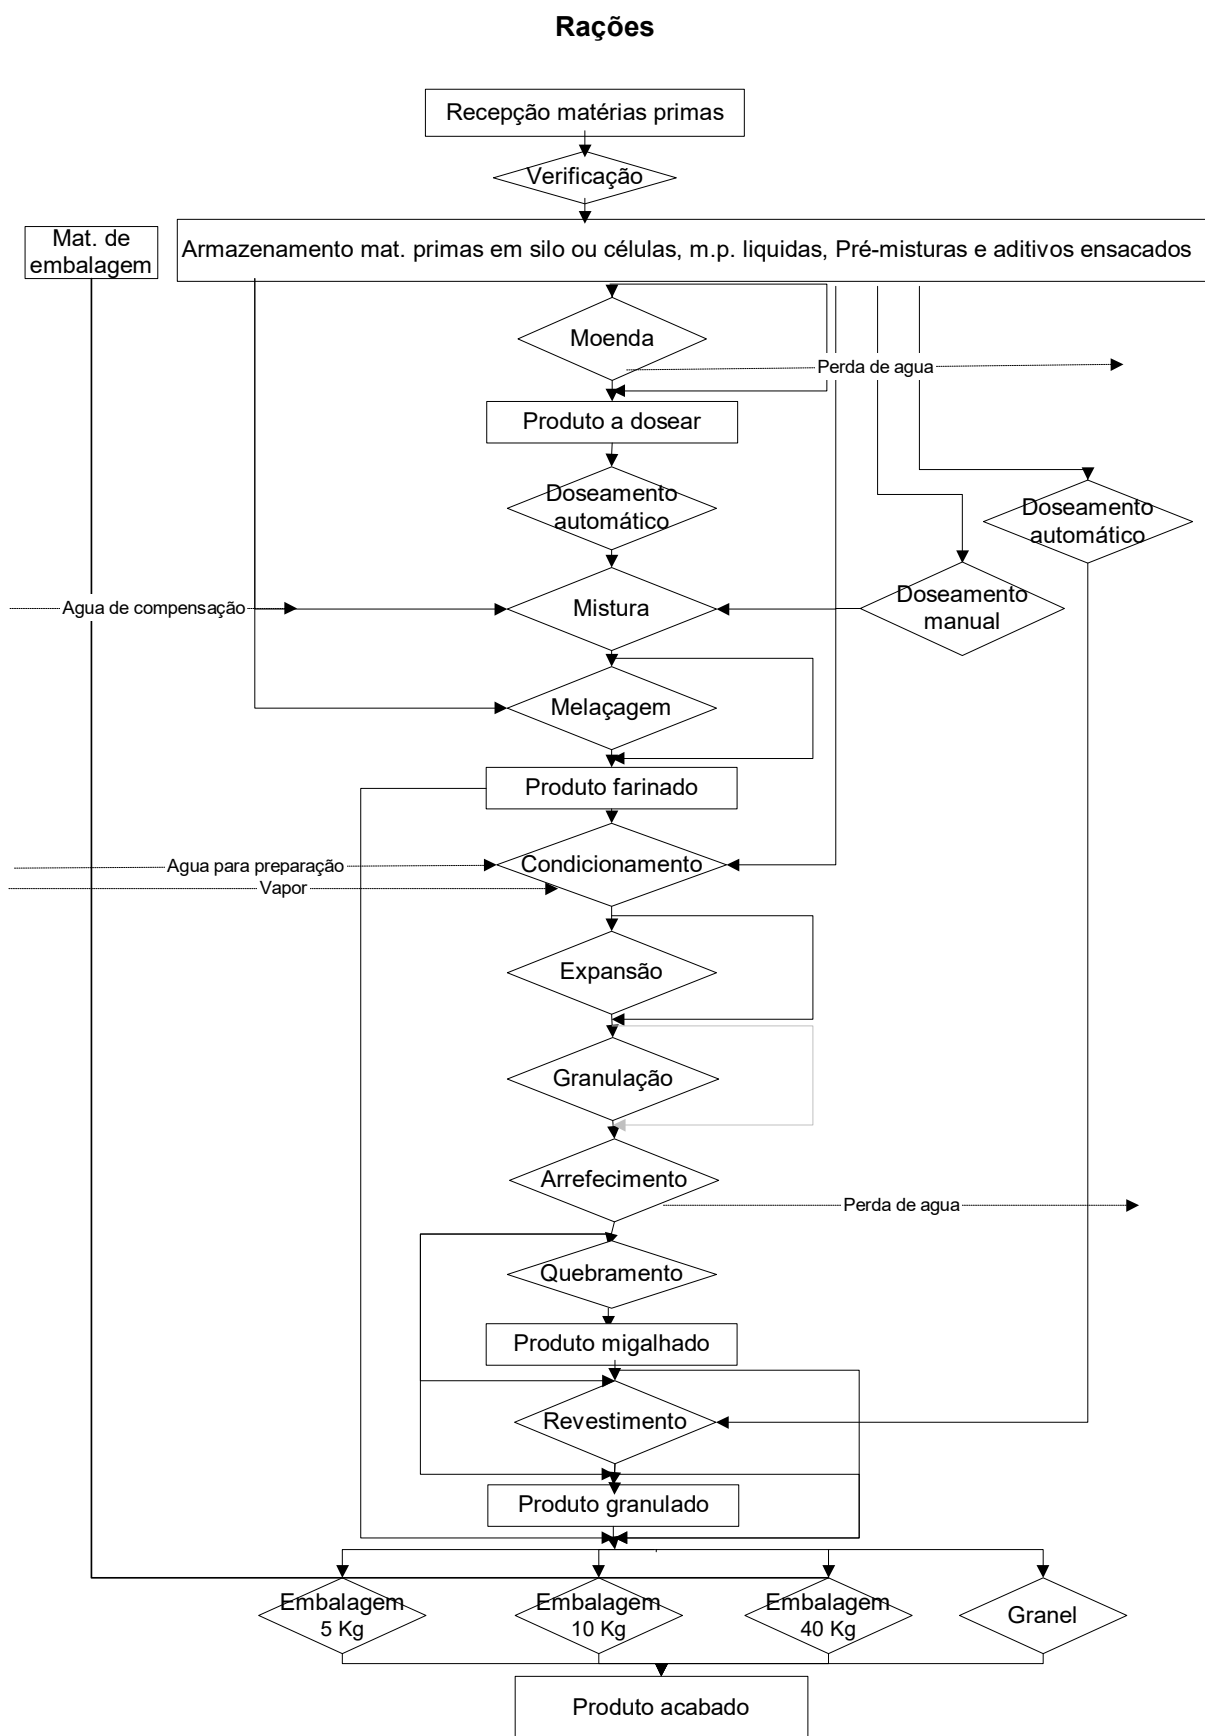 Rações
Recepção matérias primas
Verificação
Mat. de
embalagem
Armazenamento mat. primas em silo ou células, m.p. liquidas, Pré-misturas e aditivos ensacados
Moenda
Perda de agua
Produto a dosear
Doseamento
automático
Doseamento
automático
Agua de compensação
Mistura
Doseamento
manual
Melaçagem
Produto farinado
Agua para preparação
Condicionamento
Vapor
Expansão
Granulação
Arrefecimento
Perda de agua
Quebramento
Produto migalhado
Revestimento
Produto granulado
Embalagem
5 Kg
Embalagem
10 Kg
Embalagem
40 Kg
Granel
Produto acabado